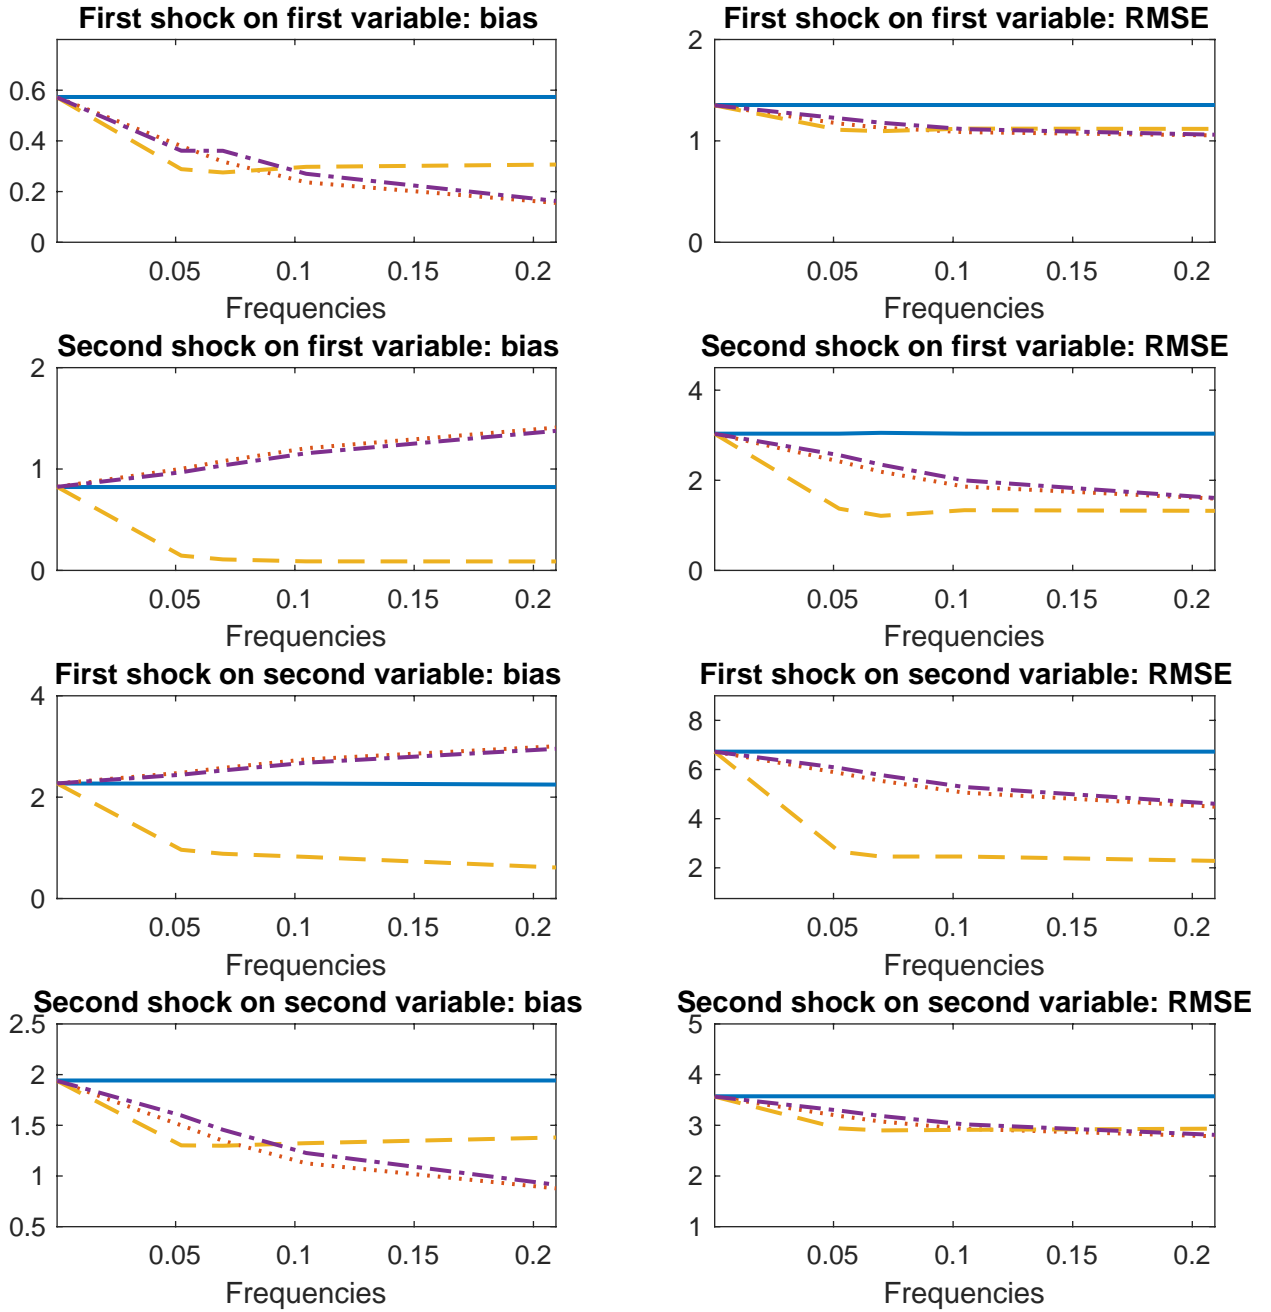 First shock on first variable: bias
0.6
0.4
0.2
0
0.05 0.1 0.15 0.2
Frequencies
First shock on first variable: RMSE
2
1
0
0.05 0.1 0.15 0.2
Frequencies
Second shock on first variable: bias
2
1
0
0.05 0.1 0.15 0.2
Frequencies
Second shock on first variable: RMSE
4
2
0
0.05 0.1 0.15 0.2
Frequencies
First shock on second variable: bias
4
2
0
0.05 0.1 0.15 0.2
Frequencies
First shock on second variable: RMSE
8
6
4
2
0.05 0.1 0.15 0.2
Frequencies
Second shock on second variable: bias
2.5
2
1.5
1
0.5
0.05 0.1 0.15 0.2
Frequencies
Second shock on second variable: RMSE
5
4
3
2
1
0.05 0.1 0.15 0.2
Frequencies